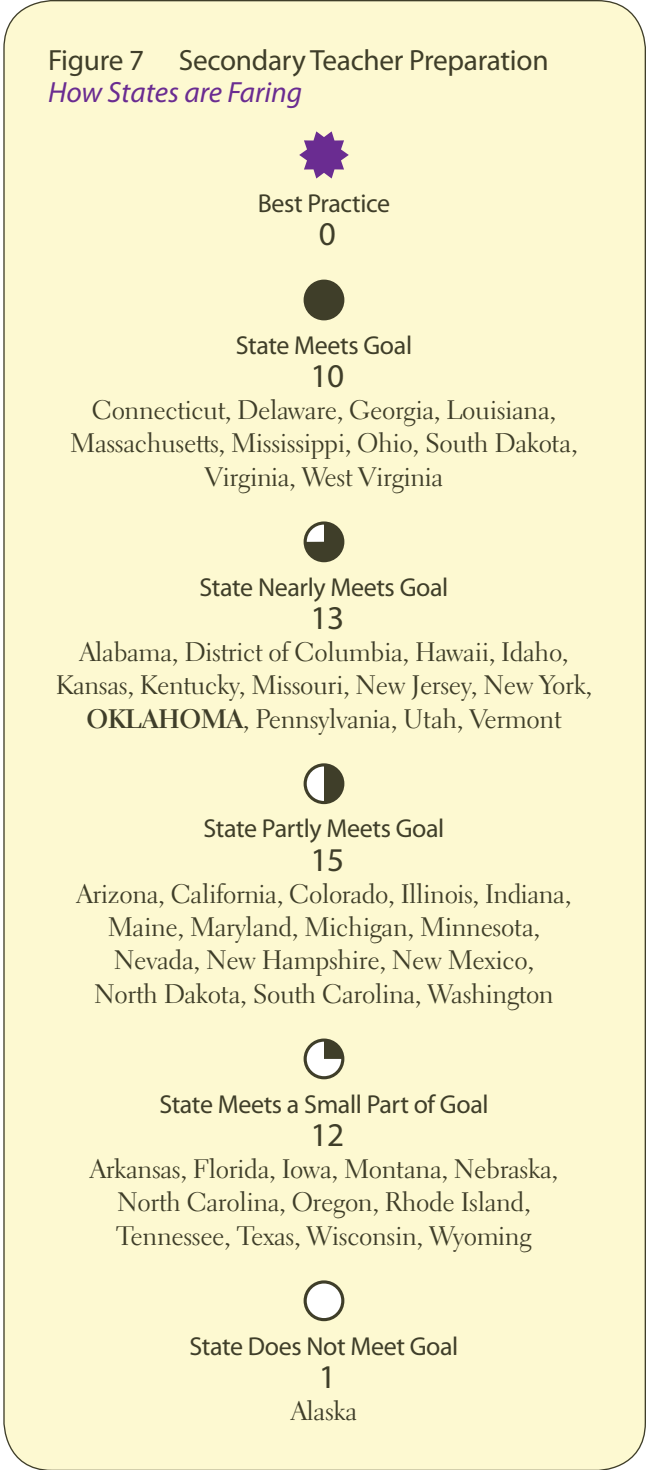 Figure 7 Secondary Teacher Preparation
How States are Faring
Best Practice
0
State Meets Goal
10
Connecticut, Delaware, Georgia, Louisiana,
Massachusetts, Mississippi, Ohio, South Dakota,
Virginia, West Virginia
State Nearly Meets Goal
13
Alabama, District of Columbia, Hawaii, Idaho,
Kansas, Kentucky, Missouri, New Jersey, New York,
OKLAHOMA, Pennsylvania, Utah, Vermont
State Partly Meets Goal
15
Arizona, California, Colorado, Illinois, Indiana,
Maine, Maryland, Michigan, Minnesota,
Nevada, New Hampshire, New Mexico,
North Dakota, South Carolina, Washington
State Meets a Small Part of Goal
12
Arkansas, Florida, Iowa, Montana, Nebraska,
North Carolina, Oregon, Rhode Island,
Tennessee, Texas, Wisconsin, Wyoming
State Does Not Meet Goal
1
Alaska